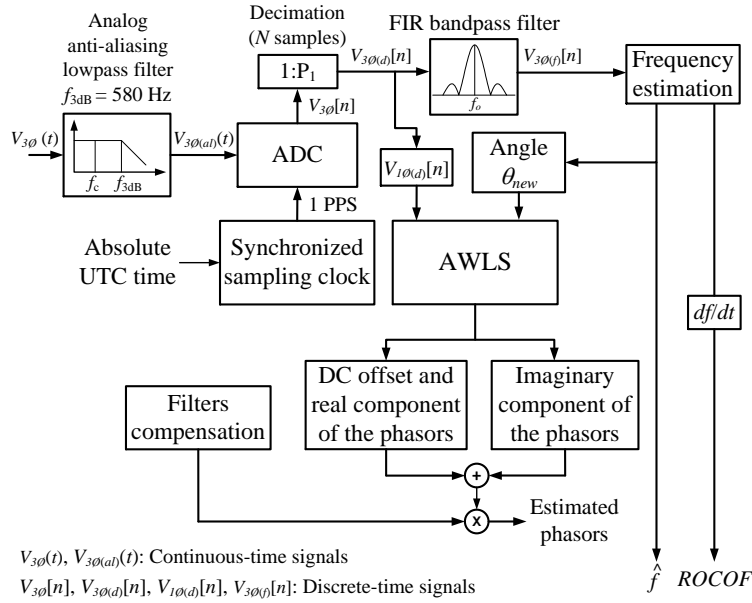 Analog
anti-aliasing
lowpass filter
f3dB = 580 Hz
Decimation
(N samples)
1:P1
V3Ø(d)[n]
FIR bandpass filter
fo
V3Ø(f)[n]
Frequency
estimation
V3Ø (t)
fc
f3dB
V3Ø(al)(t)
V3Ø[n]
ADC
V1Ø(d)[n]
Angle
θnew
1 PPS
Absolute
UTC time
Synchronized
sampling clock
AWLS
df/dt
Filters
compensation
DC offset and
real component
of the phasors
Imaginary
component of
the phasors
+
x
Estimated
phasors
V3Ø(t), V3Ø(al)(t): Continuous-time signals
V3Ø[n], V3Ø(d)[n], V1Ø(d)[n], V3Ø(f)[n]: Discrete-time signals
f̂
ROCOF